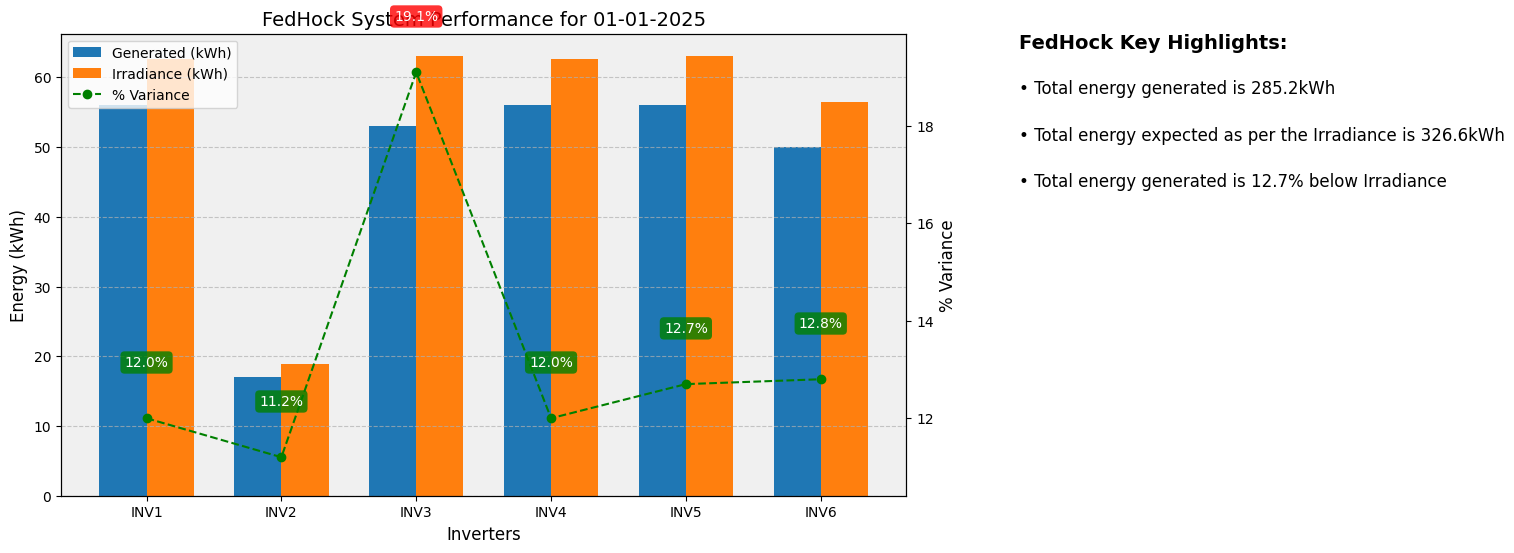 FedHock System Performance for 01-01-2025
19.1%
Generated (kWh)
Irradiance (kWh)
% Variance
60
50
40
30
20
10
0
Energy (kWh)
12.0%
11.2%
12.0%
12.7%
12.8%
18
16
14
12
% Variance
INV1 INV2 INV3 INV4 INV5 INV6
Inverters
FedHock Key Highlights:
• Total energy generated is 285.2kWh
• Total energy expected as per the Irradiance is 326.6kWh
• Total energy generated is 12.7% below Irradiance